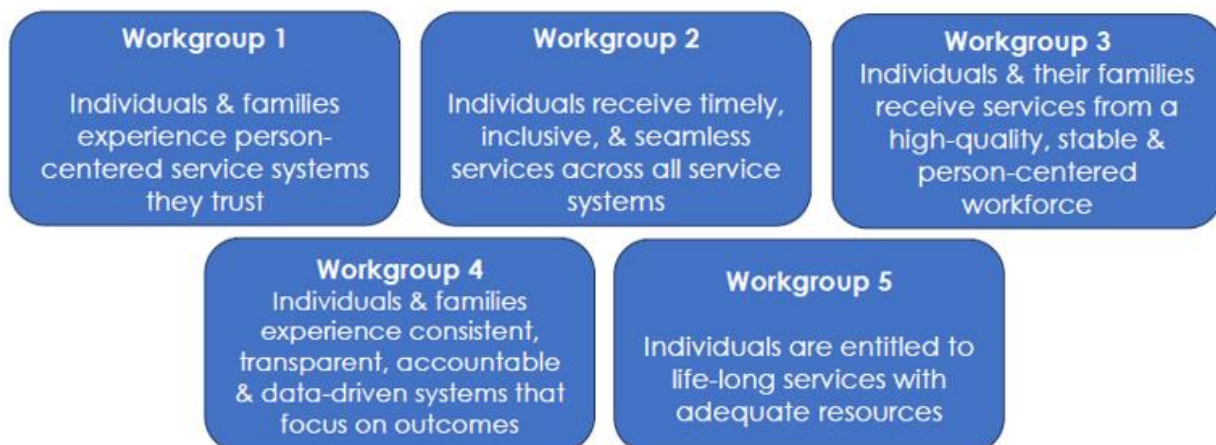 Workgroup 1
Individuals & families
experience person-
centered service systems
they trust
Workgroup 2
Individuals receive timely,
inclusive, & seamless
services across all service
systems
Workgroup 3
Individuals & their families
receive services from a
high-quality, stable &
person-centered
workforce
Workgroup 4
Individuals & families
experience consistent,
transparent, accountable
& data-driven systems that
focus on outcomes
Workgroup 5
Individuals are entitled to
life-long services with
adequate resources